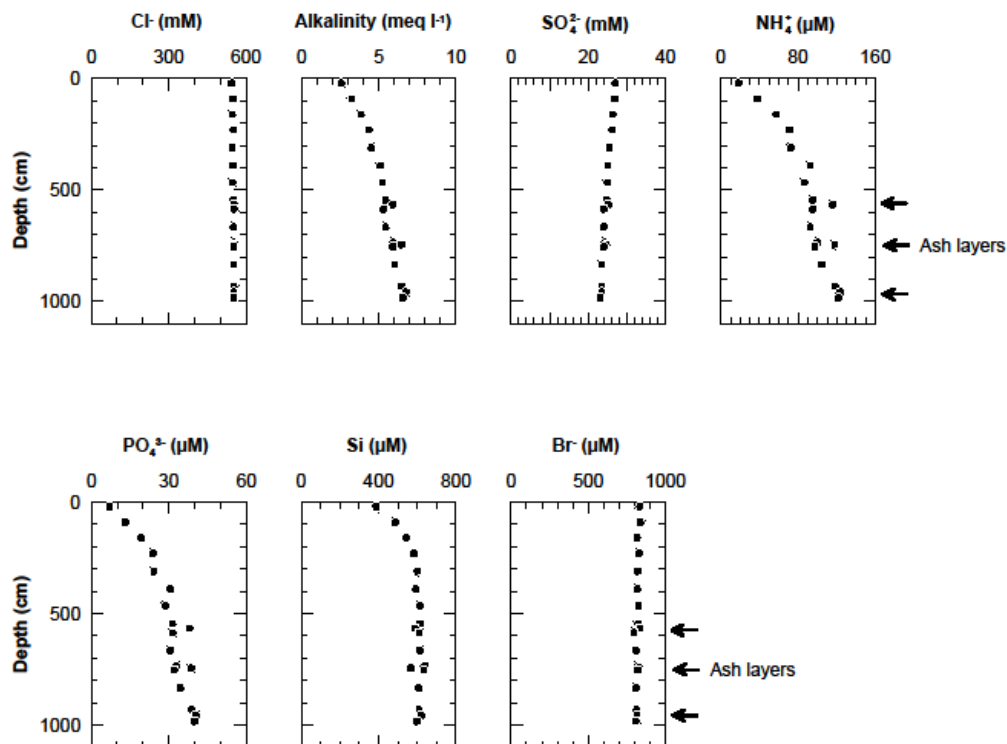 Cl- (mM) Alkalinity (meq l-1) SO₄²⁻ (mM) NH₄⁺ (µM)
0 300 600 0 5 10 0 20 40 0 80 160
0
500
1000
Depth (cm)
Ash layers
PO₄³⁻ (µM) Si (µM) Br⁻ (µM)
0 30 60 0 400 800 0 500 1000
0
500
1000
Depth (cm)
Ash layers